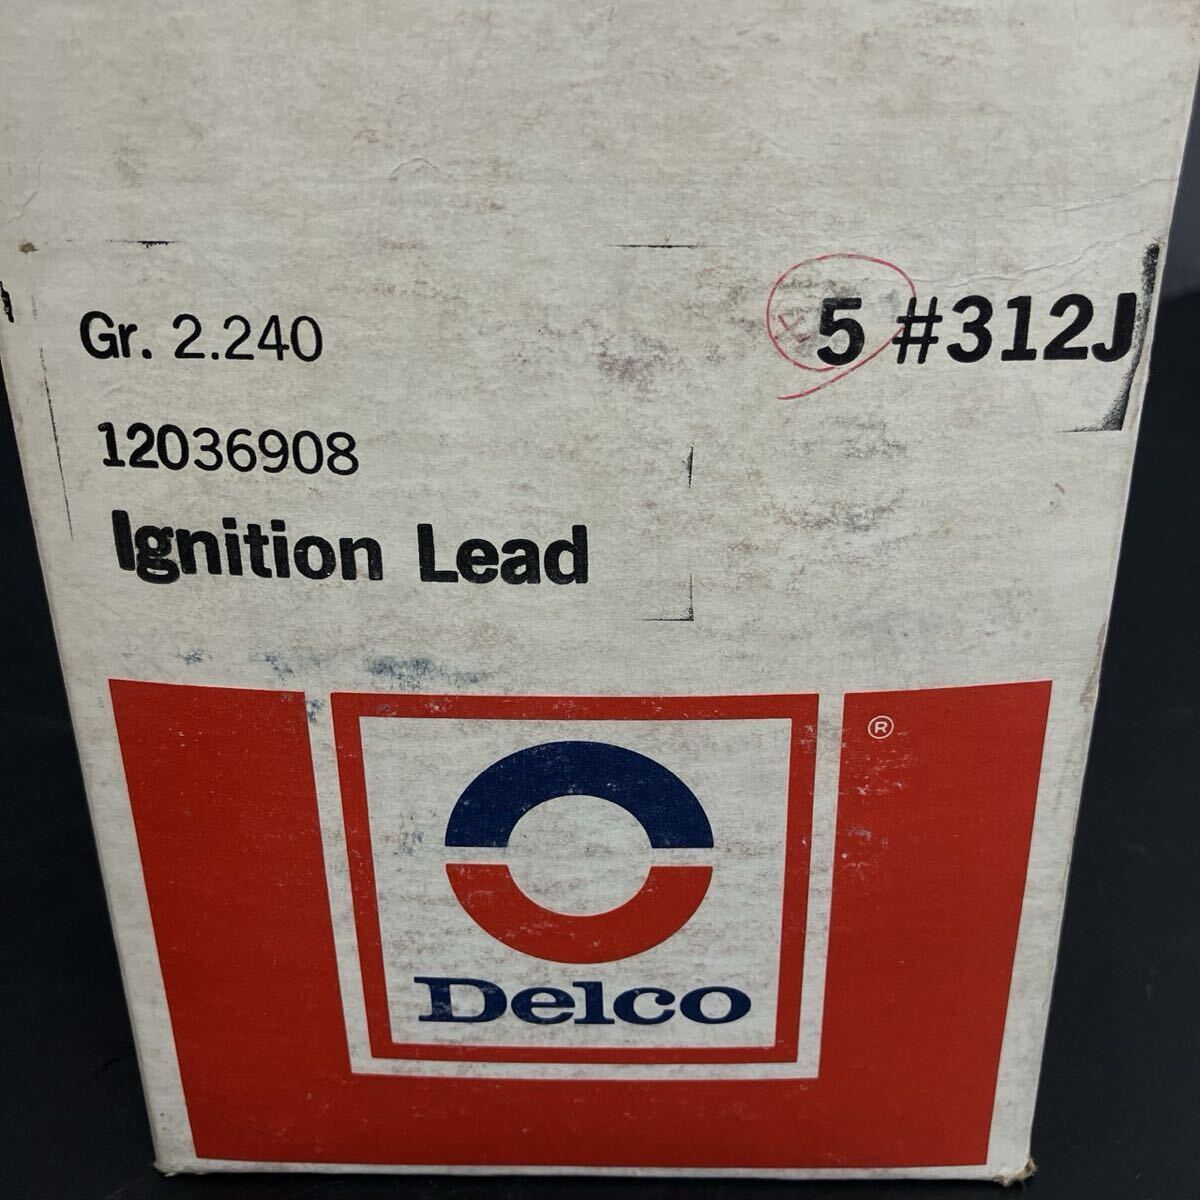 Gr. 2.240
5 #312J
12036908
Ignition Lead
®
Delco